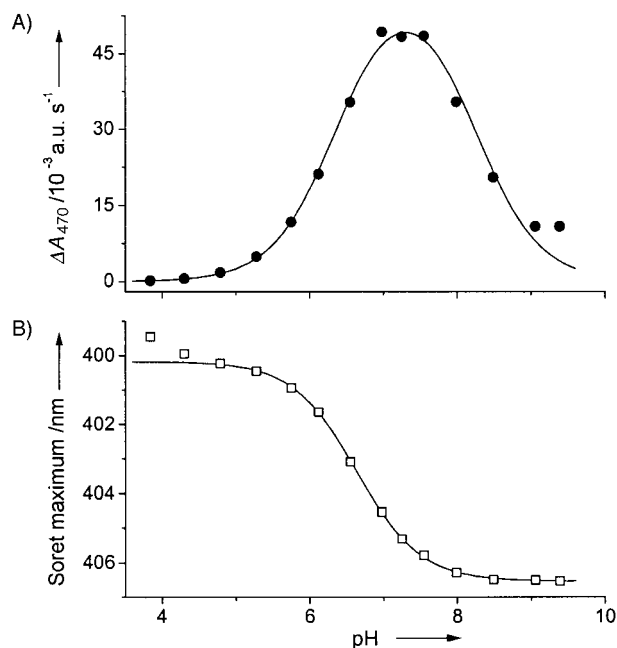 A)
ΔA₄₇₀ /10⁻³ a.u. s⁻¹ →
45
30
15
0
B)
Soret maximum /nm →
400
402
404
406
4 6 8 10
pH →